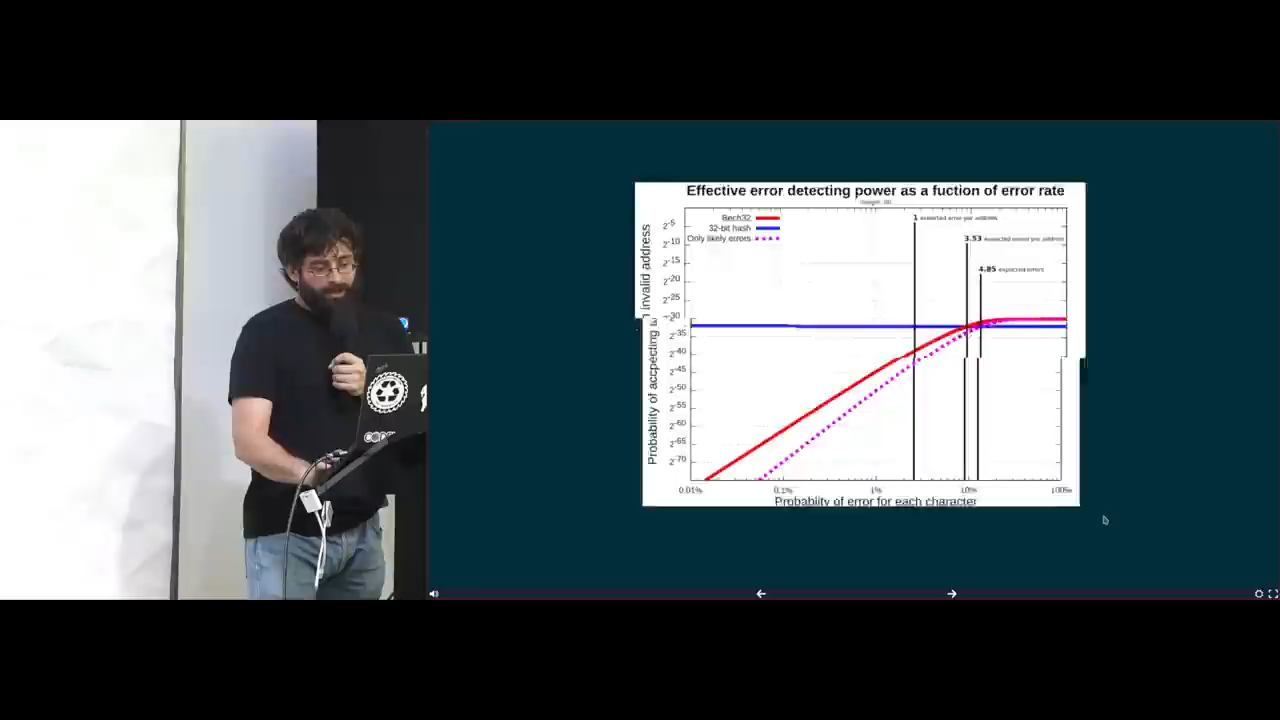 Effective error detecting power as a fuction of error rate
Bech32
32-bit hash
Only likely errors
1 expected error per address
3.53 expected errors per address
4.85 expected errors
2^-5
2^-10
2^-15
2^-20
2^-25
2^-30
2^-35
2^-40
2^-45
2^-50
2^-55
2^-60
2^-65
2^-70
Probability of accpecting
invalid address
0.01%
0.1%
1%
10%
100%
Probability of error for each character